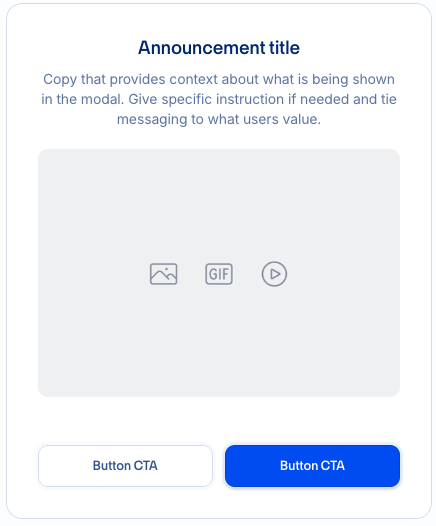 Announcement title
Copy that provides context about what is being shown
in the modal. Give specific instruction if needed and tie
messaging to what users value.
GIF
Button CTA
Button CTA